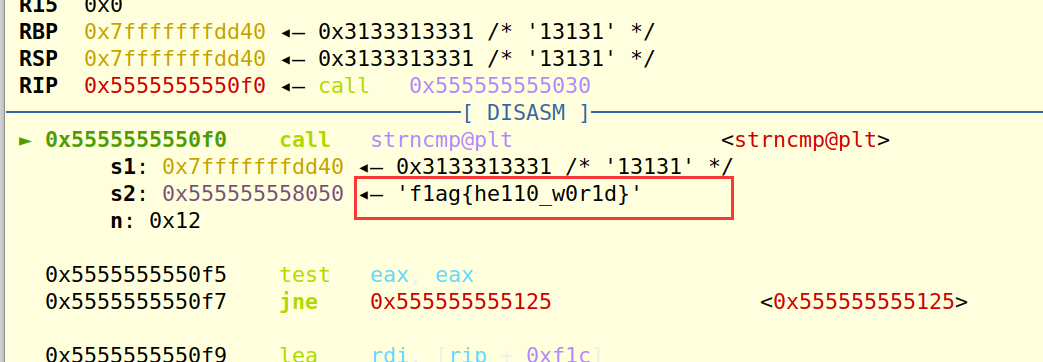 R15 0x0
RBP 0x7fffffffdd40 ◂— 0x3133313331 /* '13131' */
RSP 0x7fffffffdd40 ◂— 0x3133313331 /* '13131' */
RIP 0x5555555550f0 ◂— call 0x555555555030
[ DISASM ]
► 0x5555555550f0 call strncmp@plt <strncmp@plt>
s1: 0x7fffffffdd40 ◂— 0x3133313331 /* '13131' */
s2: 0x555555558050 ◂— 'f1ag{he110_w0r1d}'
n: 0x12
0x5555555550f5 test eax, eax
0x5555555550f7 jne 0x555555555125 <0x555555555125>
0x5555555550f9 lea rdi, [rip + 0xf1c]